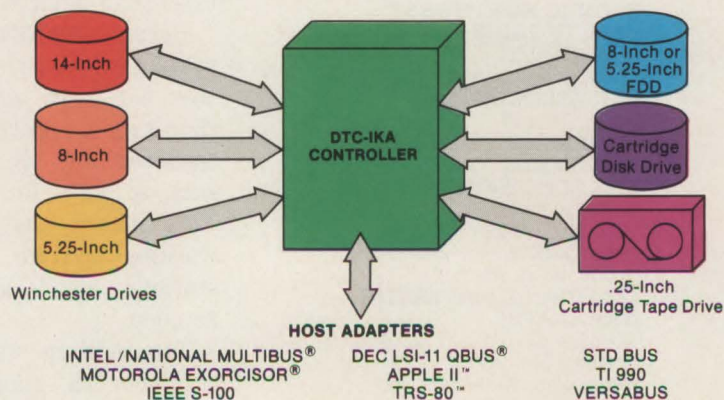 14-Inch
8-Inch
5.25-Inch
Winchester Drives
DTC-IKA
CONTROLLER
8-Inch or
5.25-Inch
FDD
Cartridge
Disk Drive
.25-Inch
Cartridge Tape Drive
HOST ADAPTERS
INTEL/NATIONAL MULTIBUS®
MOTOROLA EXORCISOR®
IEEE S-100
DEC LSI-11 QBUS®
APPLE II™
TRS-80™
STD BUS
TI 990
VERSABUS